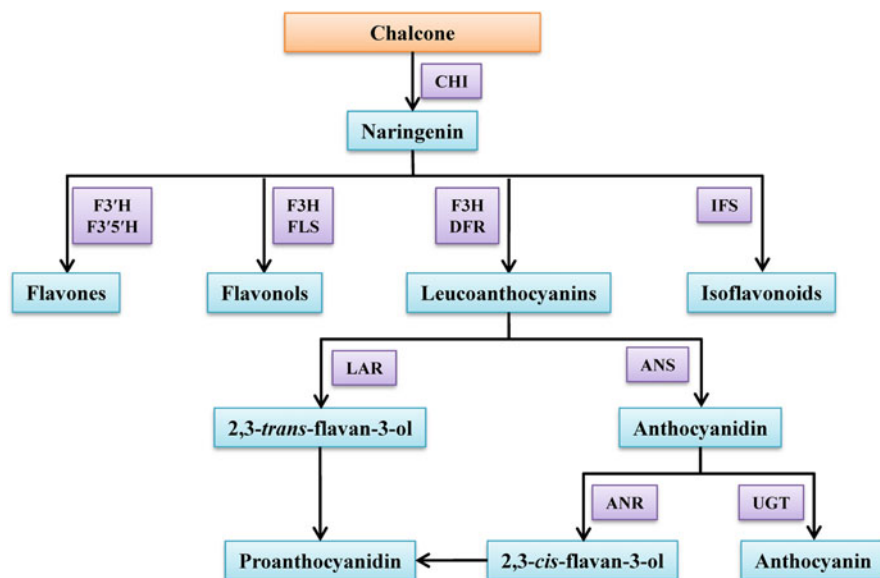 Chalcone
CHI
Naringenin
F3'H
F3'5'H
F3H
FLS
F3H
DFR
IFS
Flavones
Flavonols
Leucoanthocyanins
Isoflavonoids
LAR
ANS
2,3-trans-flavan-3-ol
Anthocyanidin
ANR
UGT
Proanthocyanidin
2,3-cis-flavan-3-ol
Anthocyanin